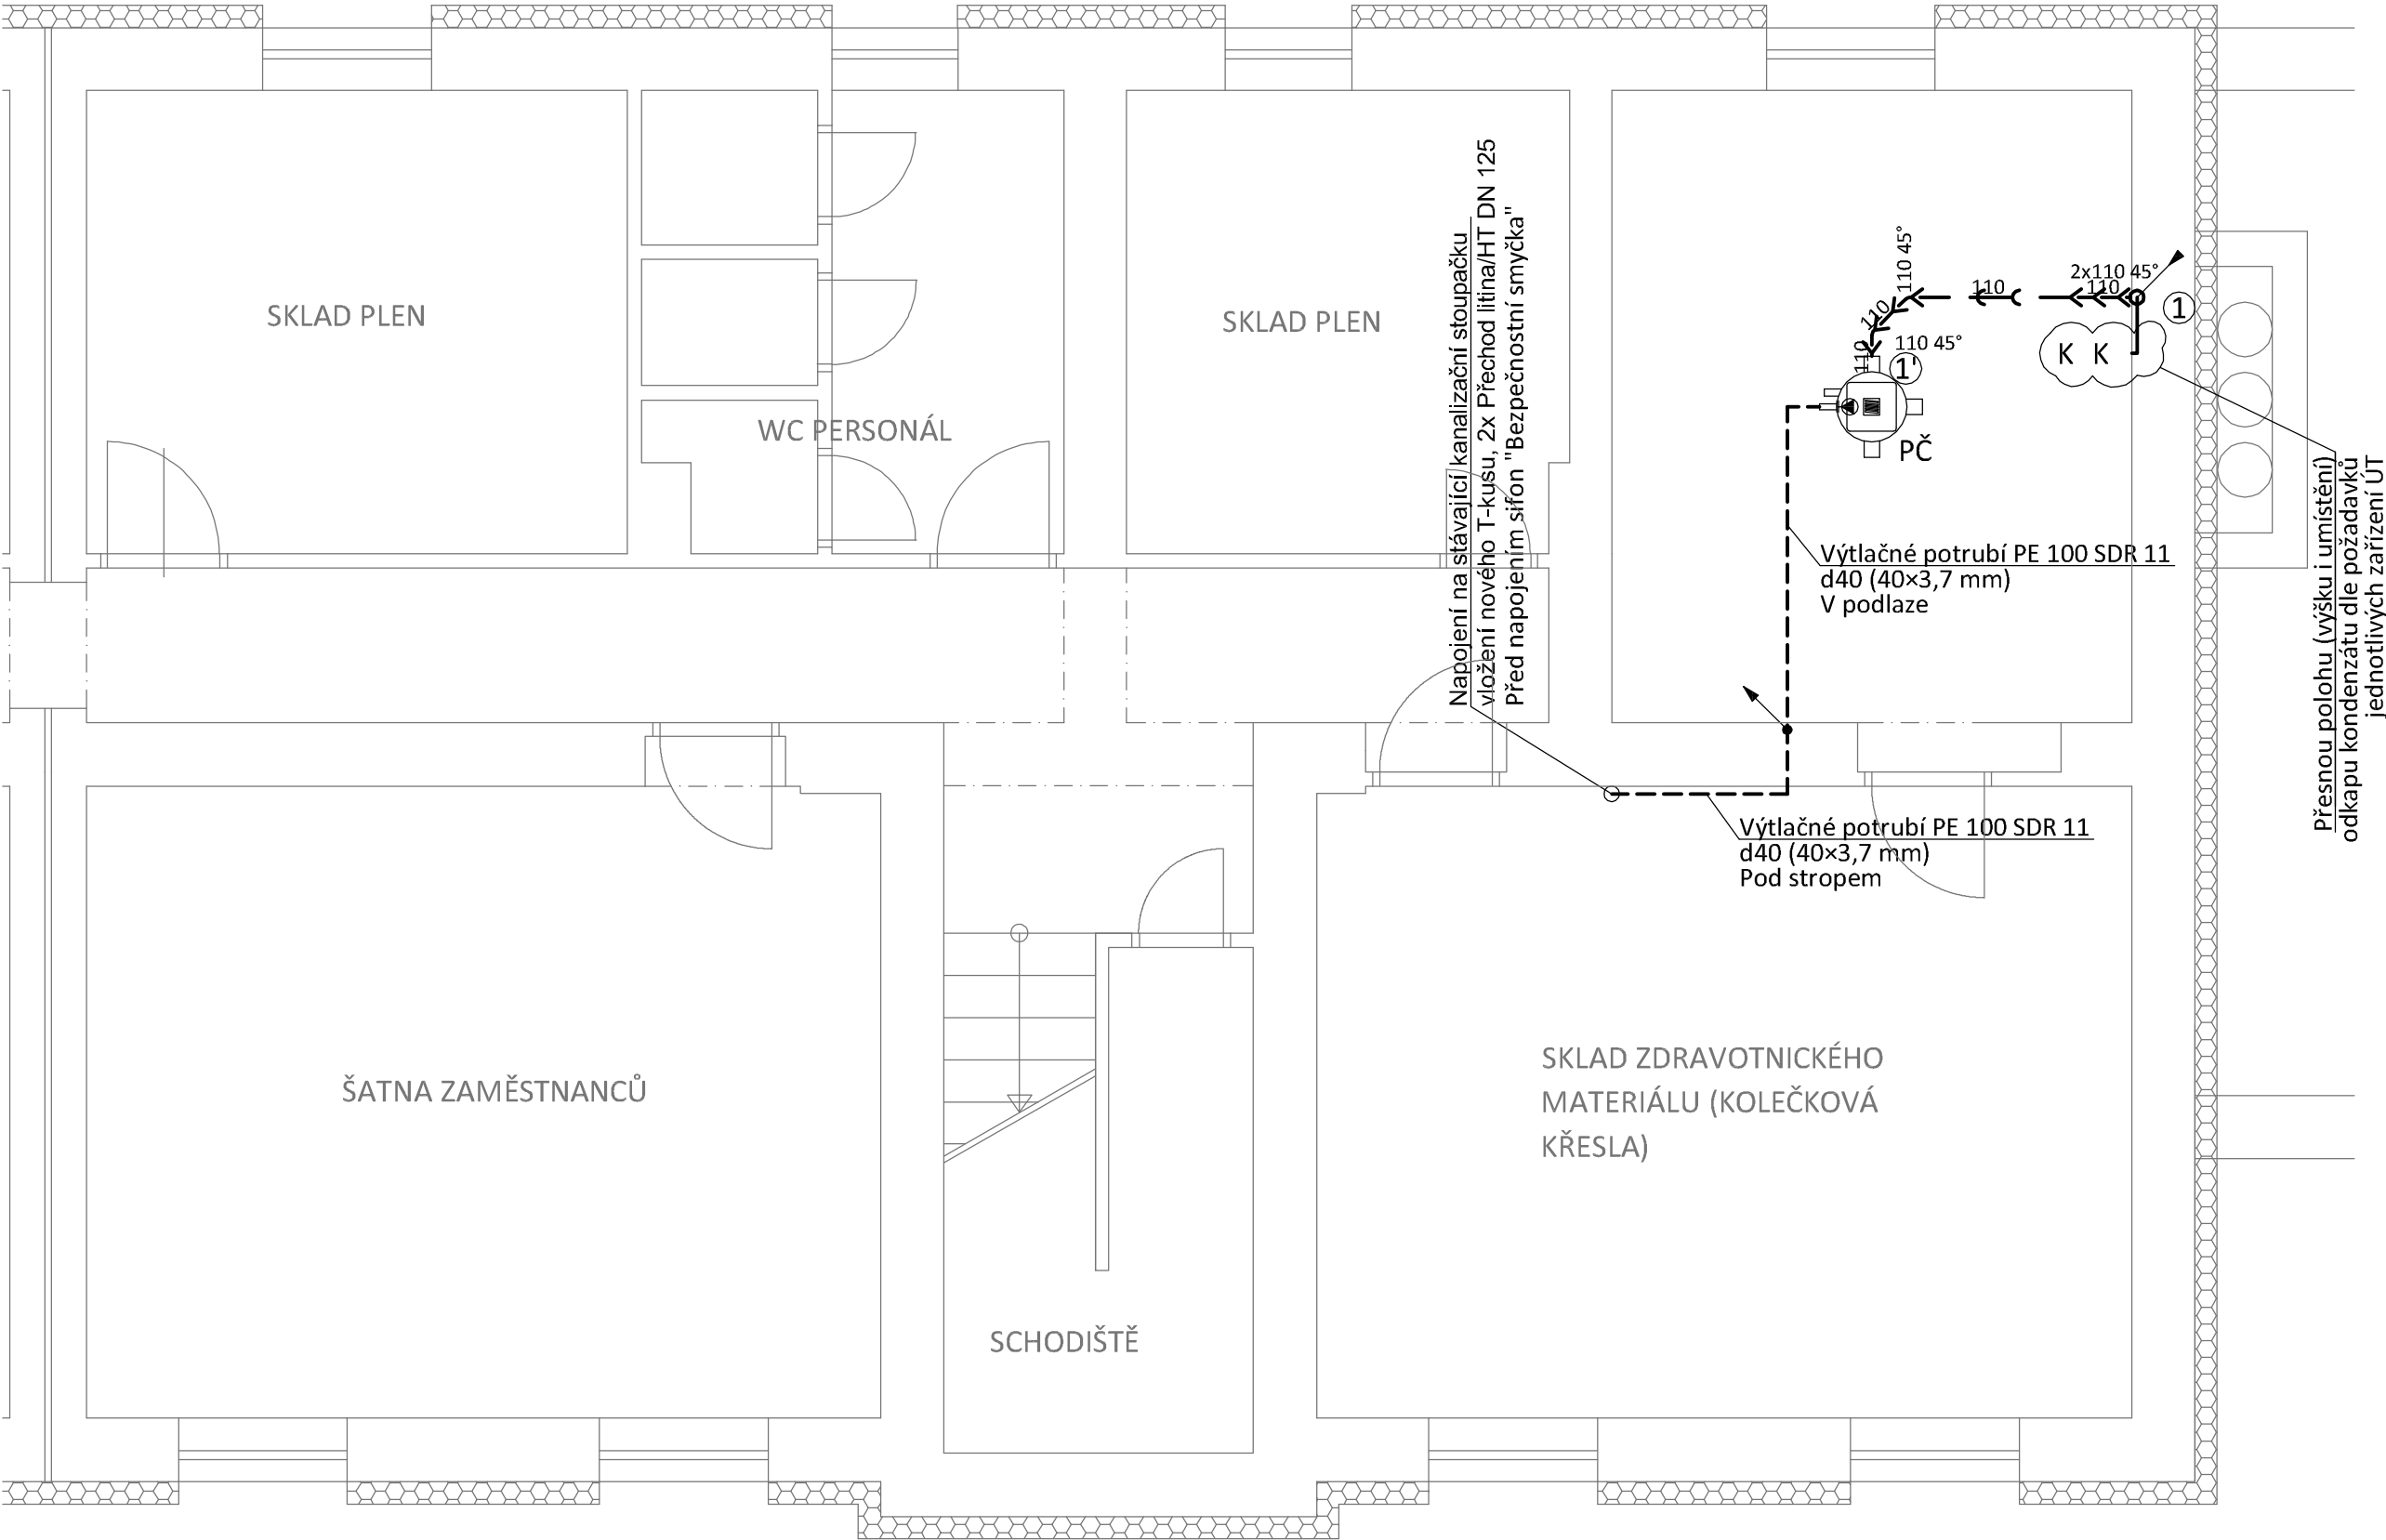 SKLAD PLEN
WC PERSONÁL
SKLAD PLEN
Napojení na stávající kanalizační stoupačku
vložení nového T-kusu, 2x Přechod litina/HT DN 125
Před napojením sifon "Bezpečnostní smyčka"
110 45°
110
2x110 45°
110
1
110
110
110 45°
1'
K K
PČ
Výtlačné potrubí PE 100 SDR 11
d40 (40×3,7 mm)
V podlaze
Přesnou polohu (výšku i umístění)
odkapu kondenzátu dle požadavků
jednotlivých zařízení ÚT
Výtlačné potrubí PE 100 SDR 11
d40 (40×3,7 mm)
Pod stropem
ŠATNA ZAMĚSTNANCŮ
SKLAD ZDRAVOTNICKÉHO
MATERIÁLU (KOLEČKOVÁ
KŘESLA)
SCHODIŠTĚ